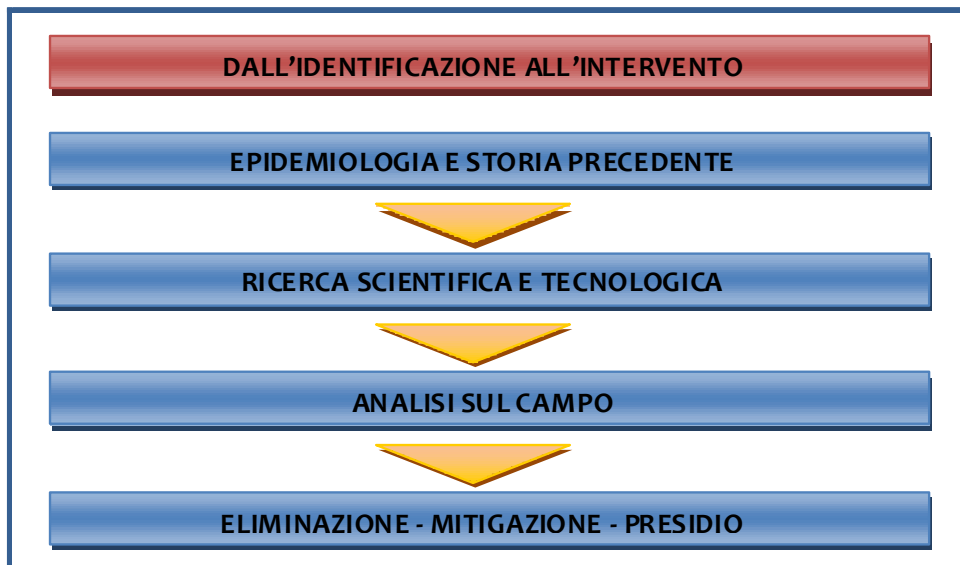 DALL'IDENTIFICAZIONE ALL'INTERVENTO
EPIDEMIOLOGIA E STORIA PRECEDENTE
RICERCA SCIENTIFICA E TECNOLOGICA
ANALISI SUL CAMPO
ELIMINAZIONE - MITIGAZIONE - PRESIDIO